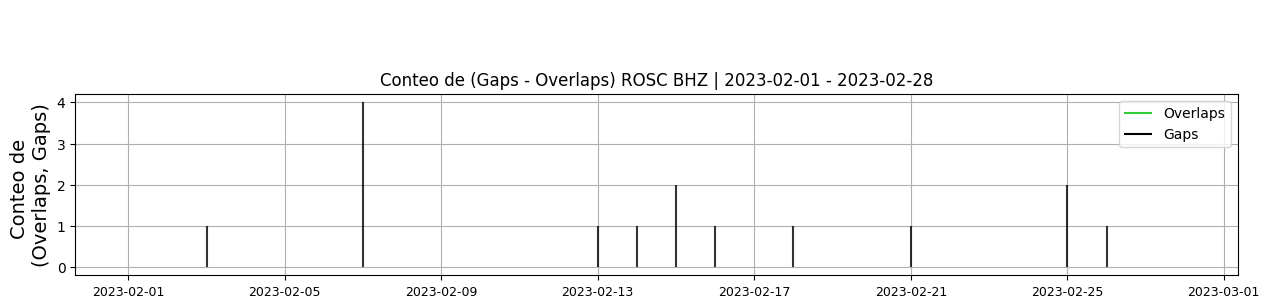 Conteo de (Gaps - Overlaps) ROSC BHZ | 2023-02-01 - 2023-02-28
Conteo de
(Overlaps, Gaps)
4
3
2
1
0
Overlaps
Gaps
2023-02-01
2023-02-05
2023-02-09
2023-02-13
2023-02-17
2023-02-21
2023-02-25
2023-03-01